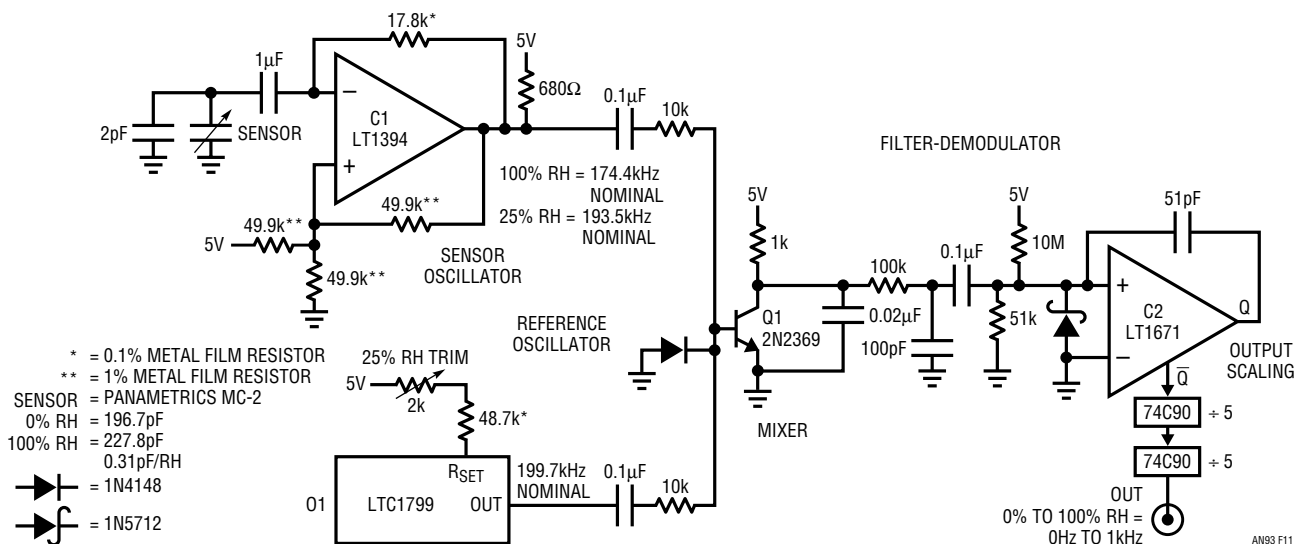 17.8k*
5V
1µF
680Ω
0.1µF
10k
2pF
SENSOR
–
+
C1
LT1394
100% RH = 174.4kHz
NOMINAL
25% RH = 193.5kHz
NOMINAL
49.9k**
49.9k**
5V
49.9k**
SENSOR
OSCILLATOR
FILTER-DEMODULATOR
5V
1k
5V
10M
51pF
100k
0.1µF
0.02µF
100pF
51k
Q1
2N2369
+
–
C2
LT1671
Q
Q̅
OUTPUT
SCALING
74C90 ÷ 5
74C90 ÷ 5
OUT
0% TO 100% RH =
0Hz TO 1kHz
MIXER
REFERENCE
OSCILLATOR
25% RH TRIM
5V
2k
48.7k*
RSET
O1
LTC1799
OUT
199.7kHz
NOMINAL
0.1µF
10k
* = 0.1% METAL FILM RESISTOR
** = 1% METAL FILM RESISTOR
SENSOR = PANAMETRICS MC-2
0% RH = 196.7pF
100% RH = 227.8pF
0.31pF/RH
= 1N4148
= 1N5712
AN93 F11